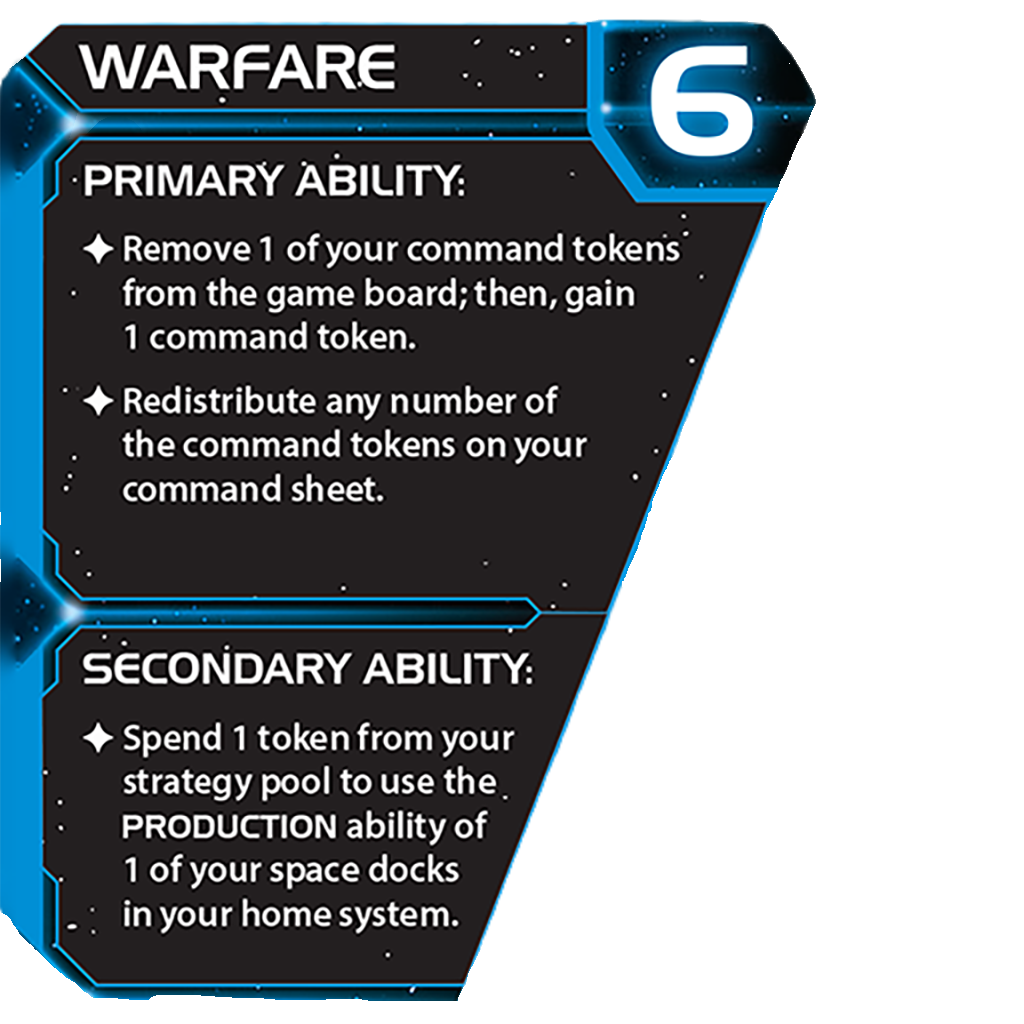 WARFARE
6
PRIMARY ABILITY:
Remove 1 of your command tokens
from the game board; then, gain
1 command token.
Redistribute any number of
the command tokens on your
command sheet.
SECONDARY ABILITY:
Spend 1 token from your
strategy pool to use the
PRODUCTION ability of
1 of your space docks
in your home system.